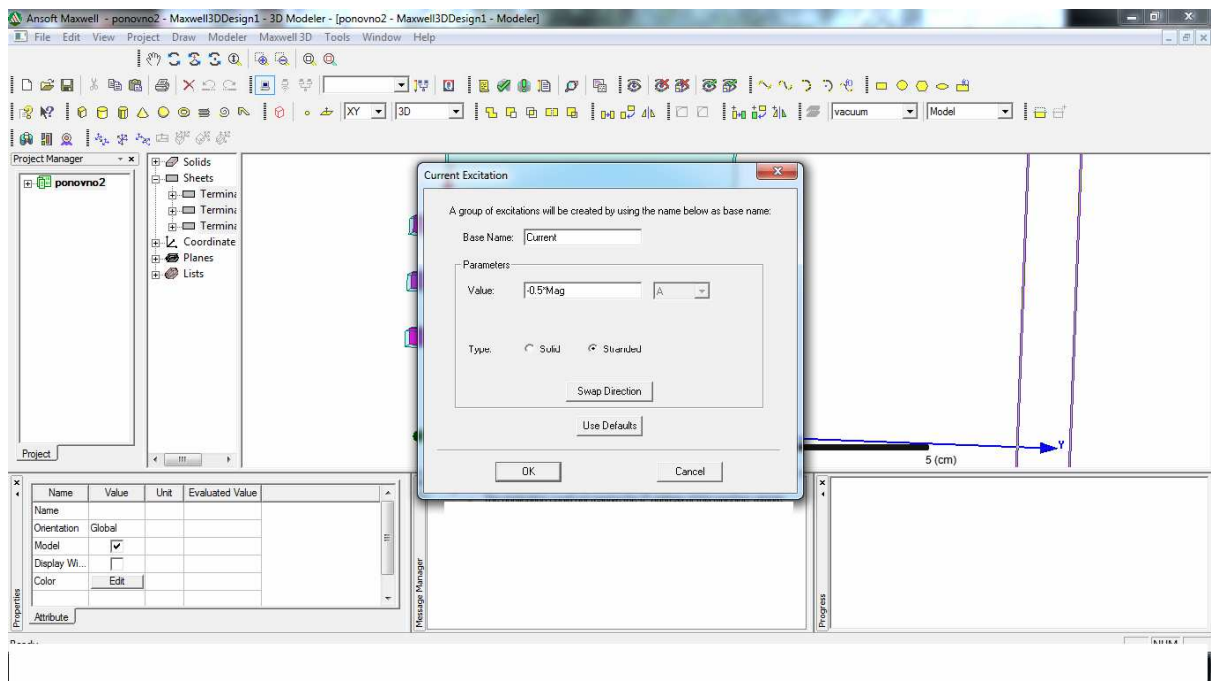 Ansoft Maxwell - ponovno2 - Maxwell3DDesign1 - 3D Modeler - [ponovno2 - Maxwell3DDesign1 - Modeler]
File Edit View Project Draw Modeler Maxwell 3D Tools Window Help
XY 3D vacuum Model
Project Manager
ponovno2
Project
Solids
Sheets
Termina
Termina
Termina
Coordinate
Planes
Lists
Current Excitation
A group of excitations will be created by using the name below as base name:
Base Name: Current
Parameters
Value: -0.5*Mag A
Type: Solid Stranded
Swap Direction
Use Defaults
OK Cancel
Y
5 (cm)
Name Value Unit Evaluated Value
Name
Orientation Global
Model
Display Wi...
Color Edit
Attribute
Properties
Message Manager
Progress